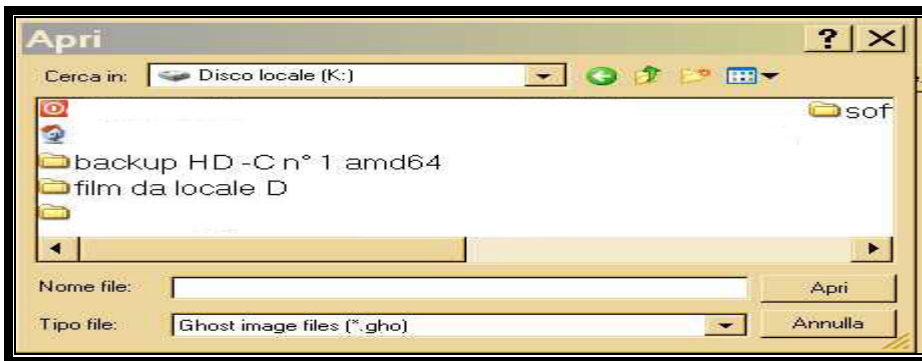 Apri
Cerca in: Disco locale (K:)
sof
backup HD -C n° 1 amd64
film da locale D
Nome file: Apri
Tipo file: Ghost image files (*.gho) Annulla